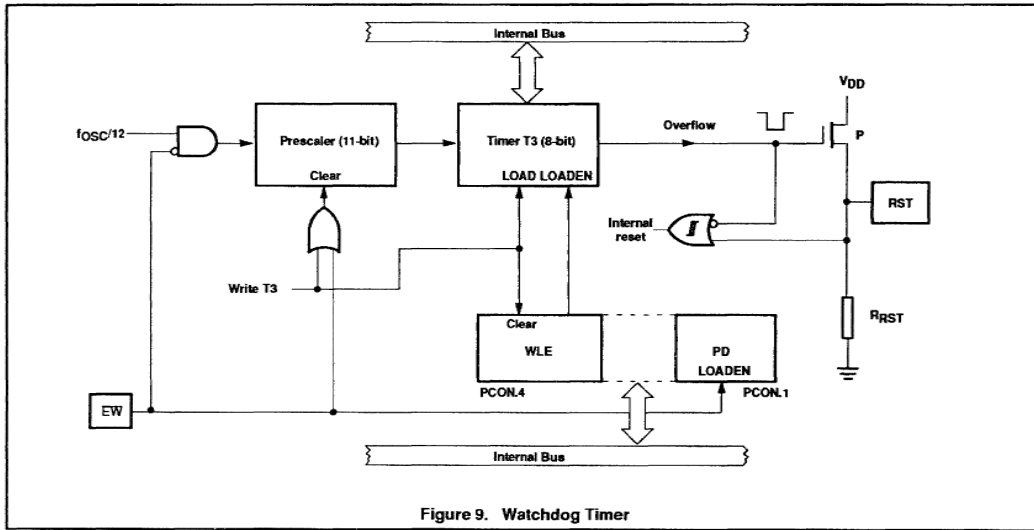 Internal Bus
VDD
fOSC/12
Prescaler (11-bit)
Clear
Timer T3 (8-bit)
LOAD LOADEN
Overflow
P
RST
Internal
reset
Write T3
RRST
Clear
WLE
PD
LOADEN
PCON.4
PCON.1
EW
Internal Bus
Figure 9. Watchdog Timer